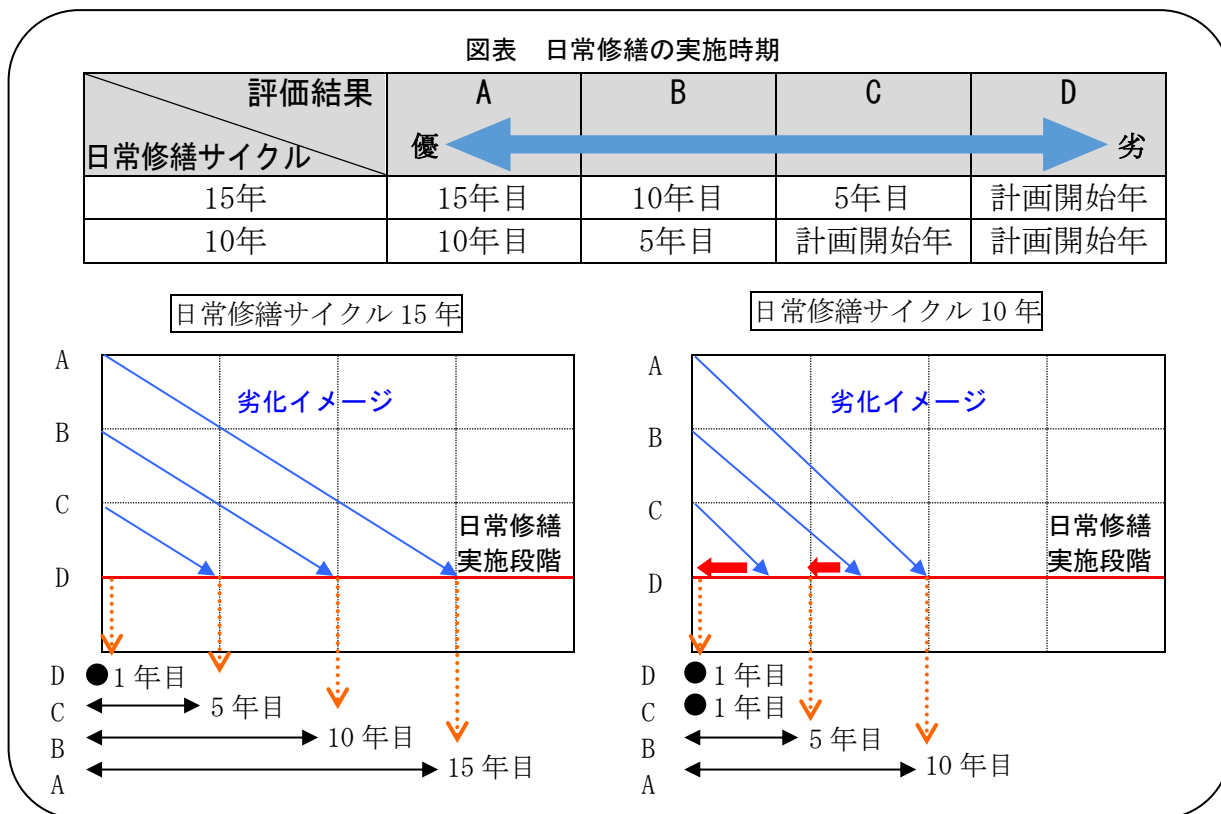 図表　日常修繕の実施時期
評価結果 A B C D
日常修繕サイクル 優 劣
15年 15年目 10年目 5年目 計画開始年
10年 10年目 5年目 計画開始年 計画開始年
日常修繕サイクル 15 年
A
劣化イメージ
B
C
日常修繕
実施段階
D
D 1 年目
C 5 年目
B 10 年目
A 15 年目
日常修繕サイクル 10 年
A
劣化イメージ
B
C
日常修繕
実施段階
D
D 1 年目
C 1 年目
B 5 年目
A 10 年目